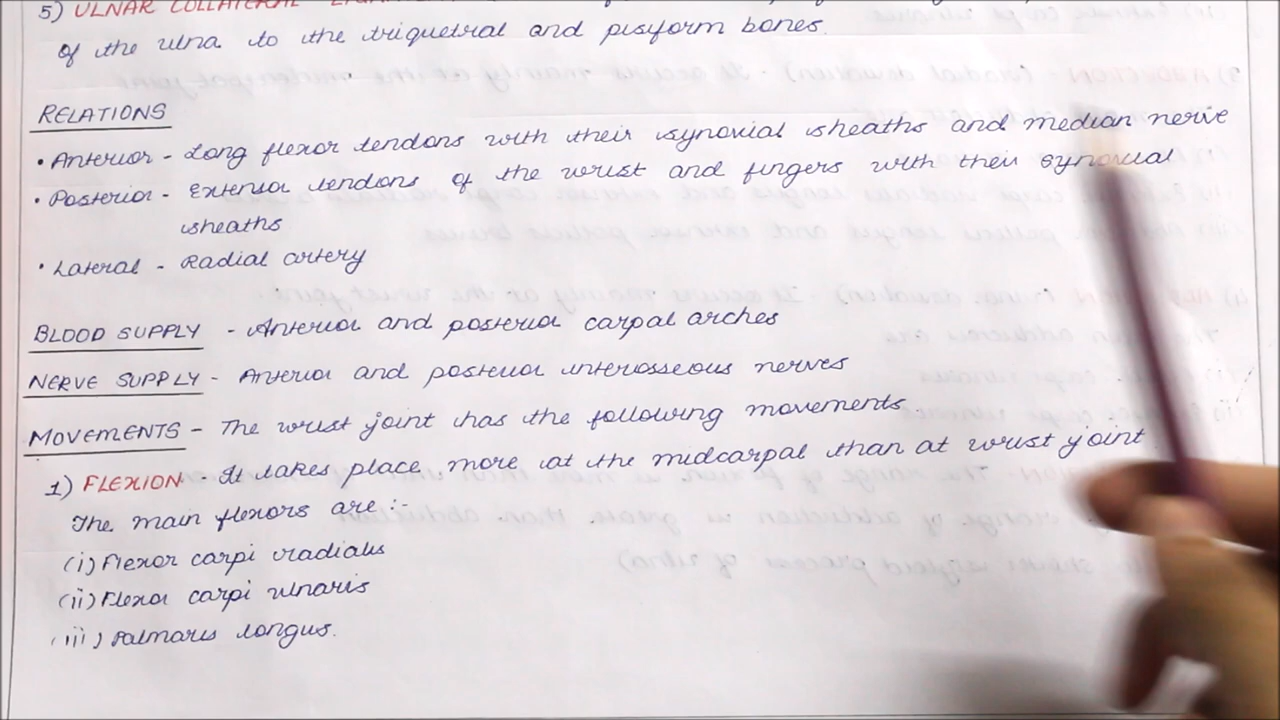 5) ULNAR COLLATERAL
of the ulna to the triquetral and pisiform bones.
RELATIONS
• Anterior - Long flexor tendons with their synovial sheaths and median nerve
• Posterior - Extensor tendons of the wrist and fingers with their synovial
sheaths
• Lateral - Radial artery
BLOOD SUPPLY - Anterior and posterior carpal arches
NERVE SUPPLY - Anterior and posterior interosseous nerves
MOVEMENTS - The wrist joint has the following movements
1) FLEXION - It takes place more at the midcarpal than at wrist joint
The main flexors are :-
(i) Flexor carpi radialis
(ii) Flexor carpi ulnaris
(iii) Palmaris longus.